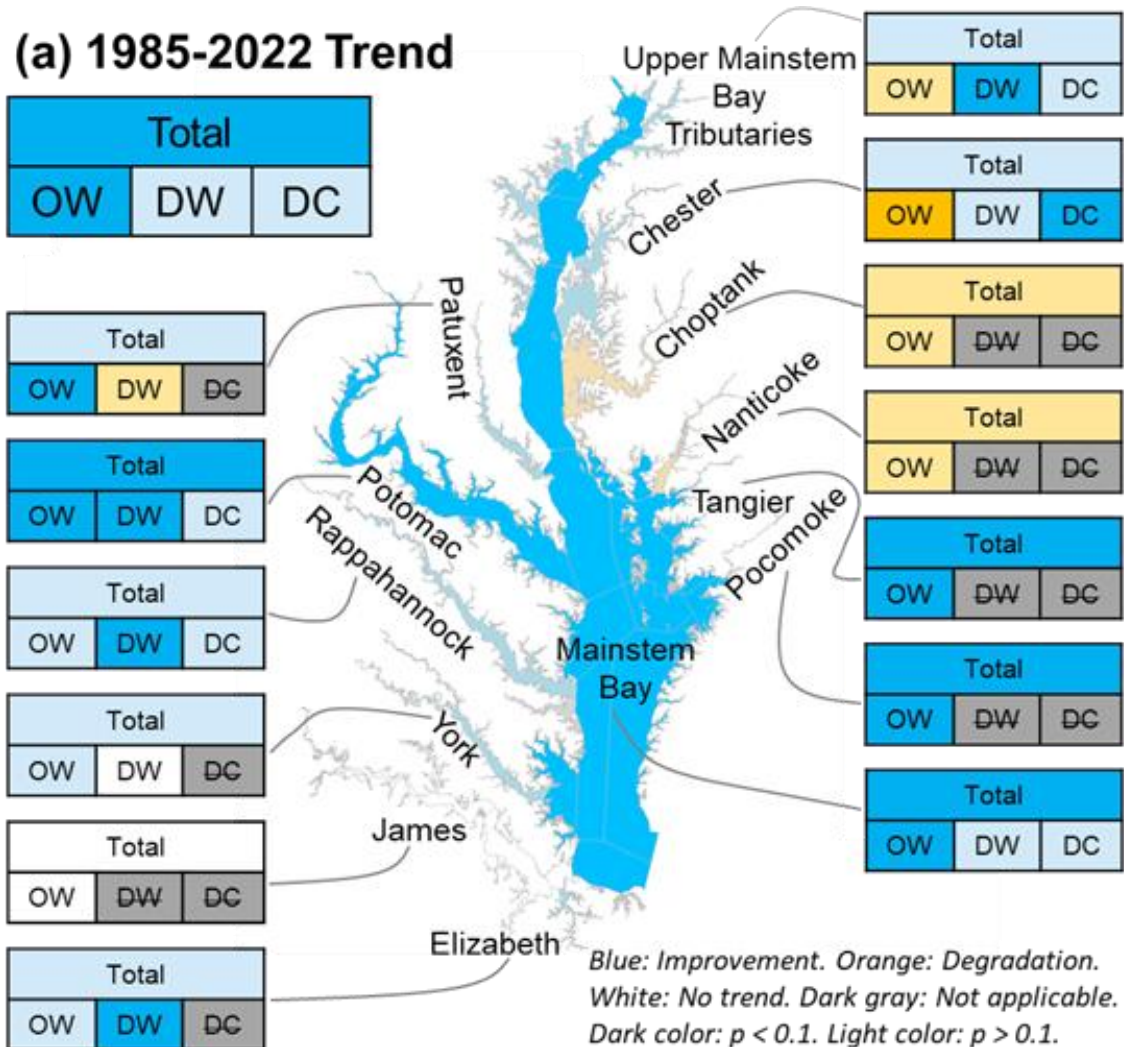 (a) 1985-2022 Trend
Total
OW DW DC
Upper Mainstem
Bay
Tributaries
Chester
Choptank
Nanticoke
Tangier
Pocomoke
Patuxent
Potomac
Rappahannock
York
James
Elizabeth
Mainstem
Bay
Total
OW DW DC
Total
OW DW DC
Total
OW DW DC
Total
OW DW DC
Total
OW DW DC
Total
OW DW DC
Total
OW DW DC
Total
OW DW DC
Total
OW DW DC
Total
OW DW DC
Total
OW DW DC
Total
OW DW DC
Total
OW DW DC
Blue: Improvement. Orange: Degradation.
White: No trend. Dark gray: Not applicable.
Dark color: p < 0.1. Light color: p > 0.1.